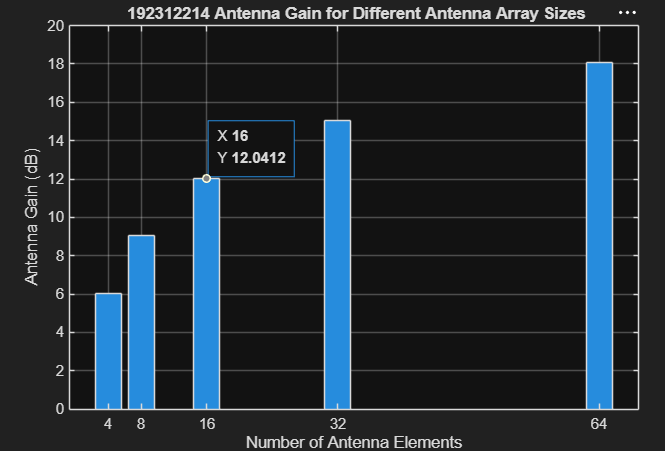 192312214 Antenna Gain for Different Antenna Array Sizes
20
18
16
14
12
10
8
6
4
2
0
Antenna Gain (dB)
X 16
Y 12.0412
4 8 16 32 64
Number of Antenna Elements